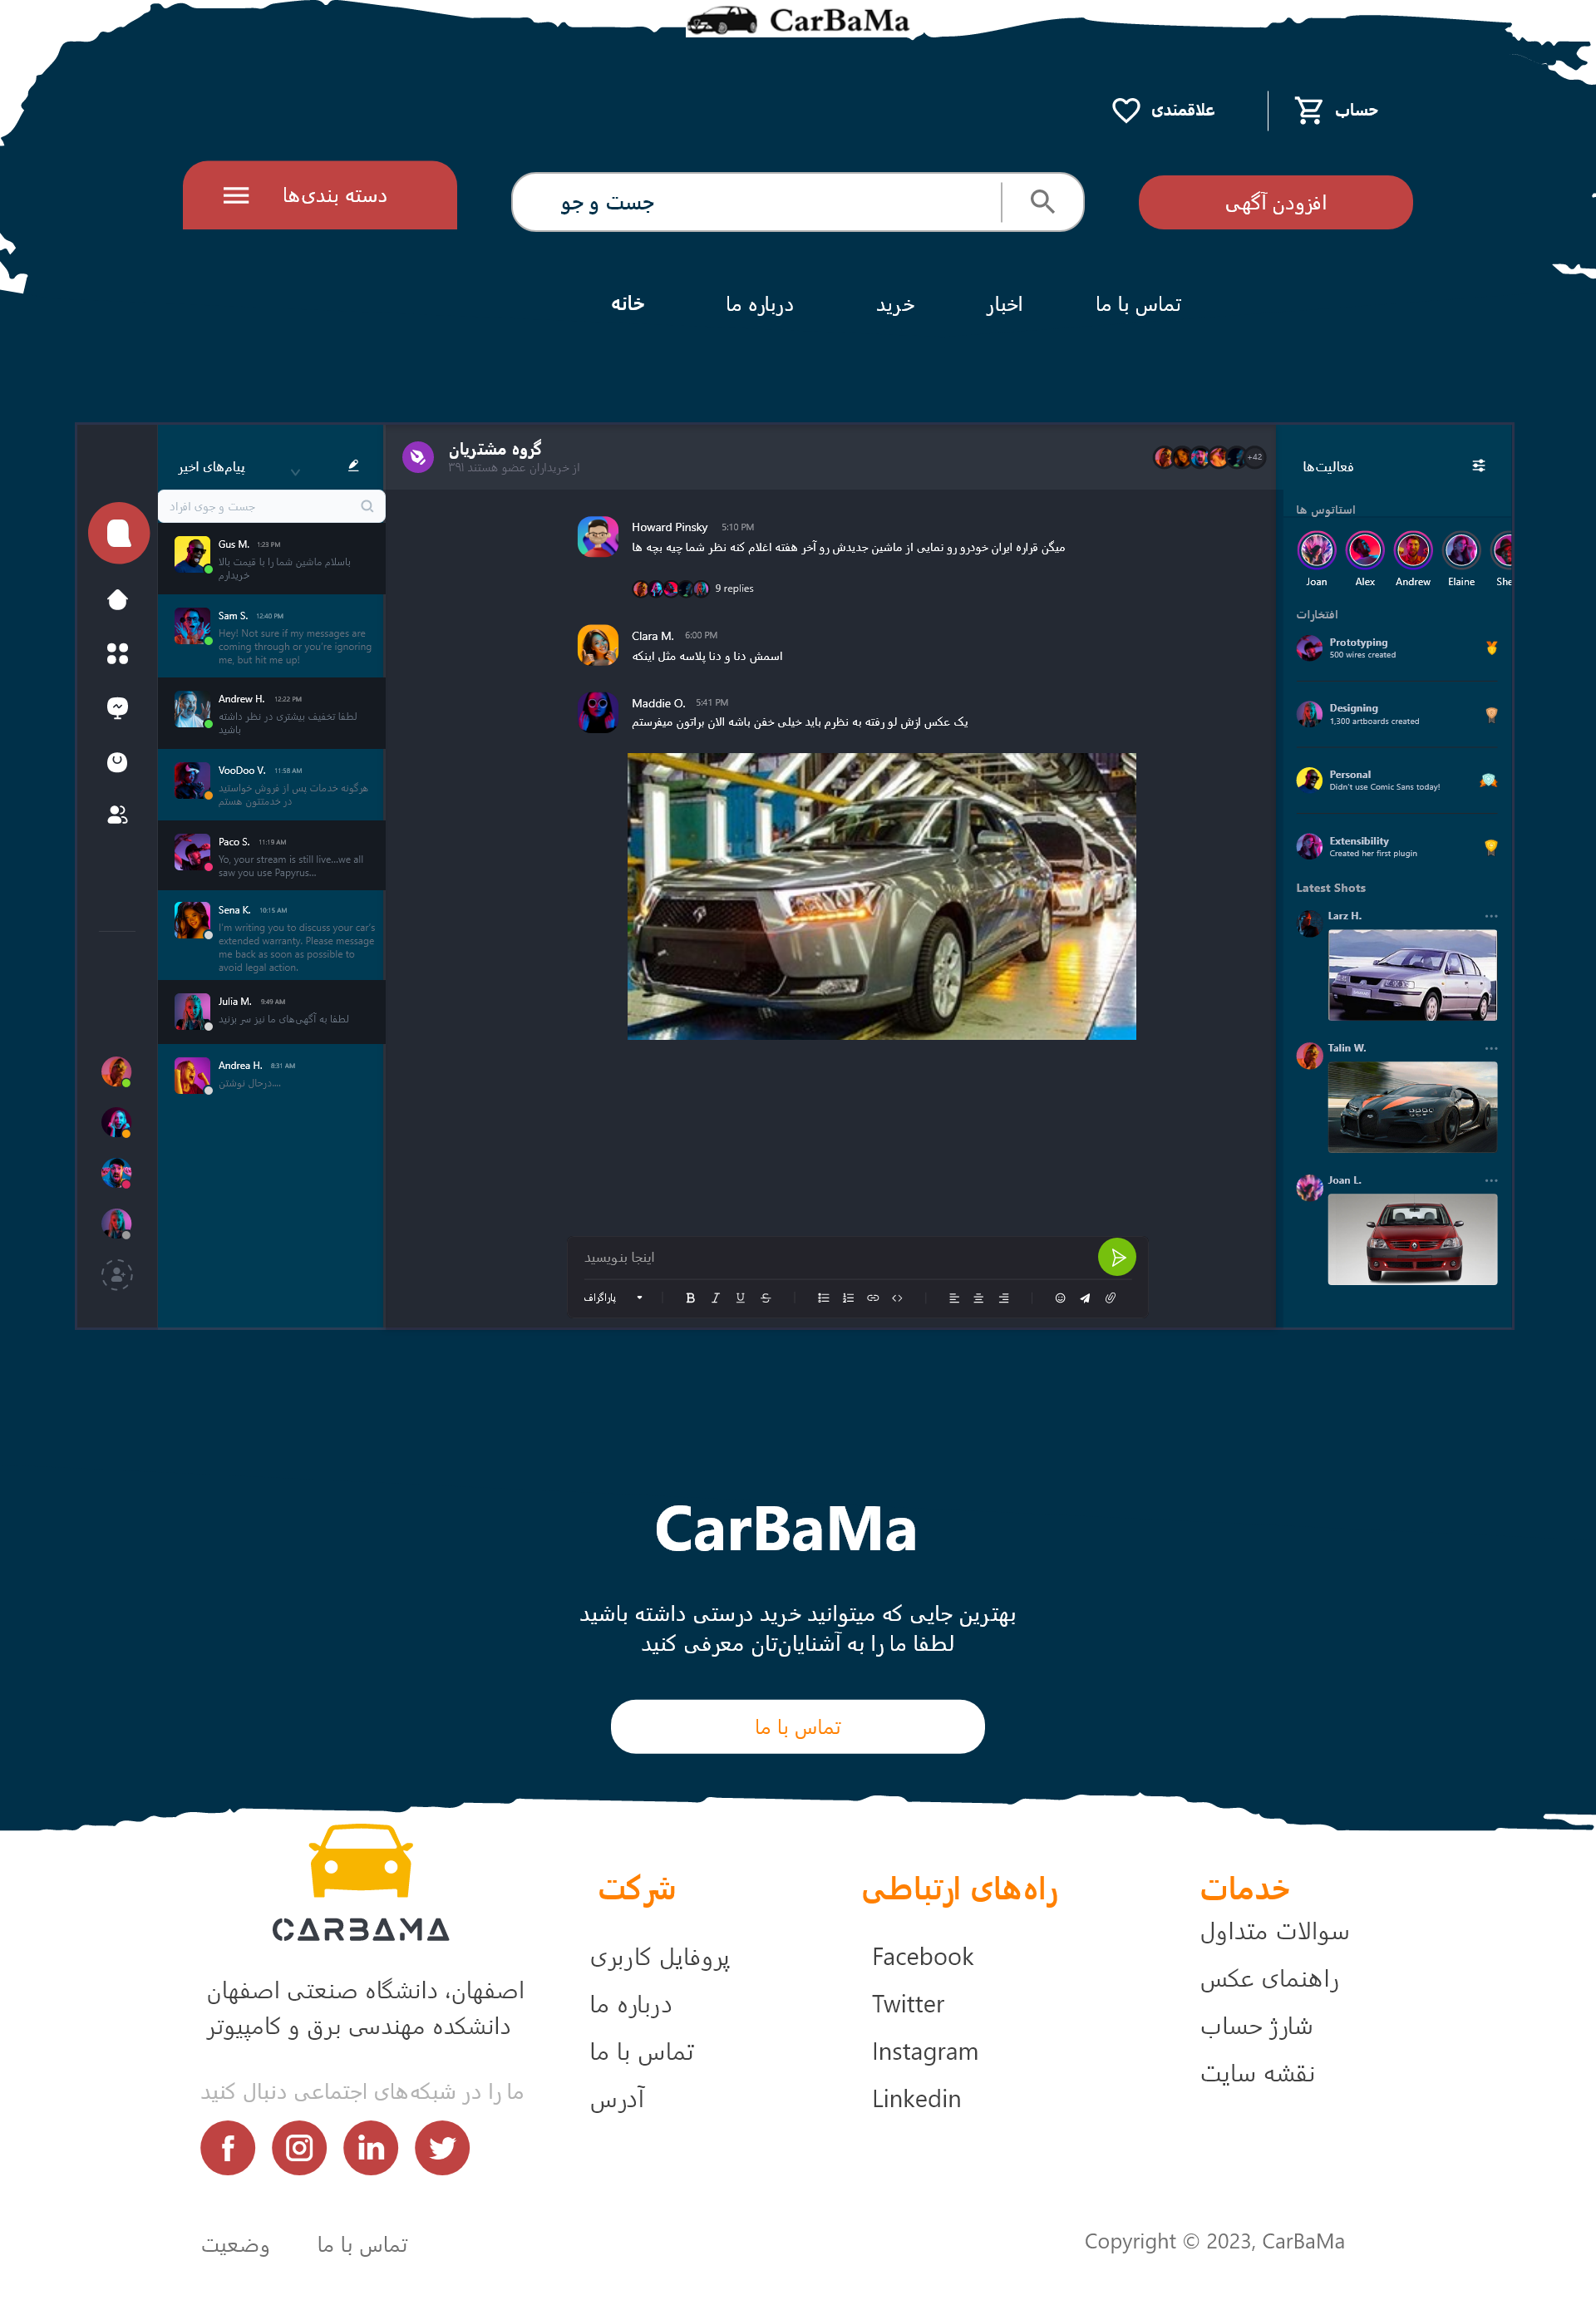 CarBaMa
علاقمندی
حساب
دسته بندی‌ها
جست و جو
افزودن آگهی
خانه
درباره ما
خرید
اخبار
تماس با ما
پیام‌های اخیر
جست و جوی افراد
Gus M. 1:23 PM
باسلام ماشین شما را با قیمت بالا
خریدارم
Sam S. 12:40 PM
Hey! Not sure if my messages are
coming through or you're ignoring
me, but hit me up!
Andrew H. 12:22 PM
لطفا تخفیف بیشتری در نظر داشته
باشید
VooDoo V. 11:58 AM
هرگونه خدمات پس از فروش خواستید
در خدمتتون هستم
Paco S. 11:19 AM
Yo, your stream is still live...we all
saw you use Papyrus...
Sena K. 10:15 AM
I'm writing you to discuss your car's
extended warranty. Please message
me back as soon as possible to
avoid legal action.
Julia M. 9:49 AM
لطفا به آگهی‌های ما نیز سر بزنید
Andrea H. 8:31 AM
درحال نوشتن....
گروه مشتریان
از خریداران عضو هستند ۳۹۱
+42
Howard Pinsky 5:10 PM
میگن قراره ایران خودرو رو نمایی از ماشین جدیدش رو آخر هفته اغلام کنه نظر شما چیه بچه ها
9 replies
Clara M. 6:00 PM
اسمش دنا و دنا پلاسه مثل اینکه
Maddie O. 5:41 PM
یک عکس ازش لو رفته به نظرم باید خیلی خفن باشه الان براتون میفرستم
اینجا بنویسید
پاراگراف
B I U S
فعالیت‌ها
استاتوس ها
Joan Alex Andrew Elaine She
افتخارات
Prototyping
500 wires created
Designing
1,300 artboards created
Personal
Didn't use Comic Sans today!
Extensibility
Created her first plugin
Latest Shots
Larz H.
Talin W.
Joan L.
CarBaMa
بهترین جایی که میتوانید خرید درستی داشته باشید
لطفا ما را به آشنایان‌تان معرفی کنید
تماس با ما
CARBAMA
اصفهان، دانشگاه صنعتی اصفهان
دانشکده مهندسی برق و کامپیوتر
ما را در شبکه‌های اجتماعی دنبال کنید
شرکت
پروفایل کاربری
درباره ما
تماس با ما
آدرس
راه‌های ارتباطی
Facebook
Twitter
Instagram
Linkedin
خدمات
سوالات متداول
راهنمای عکس
شارژ حساب
نقشه سایت
وضعیت
تماس با ما
Copyright © 2023, CarBaMa